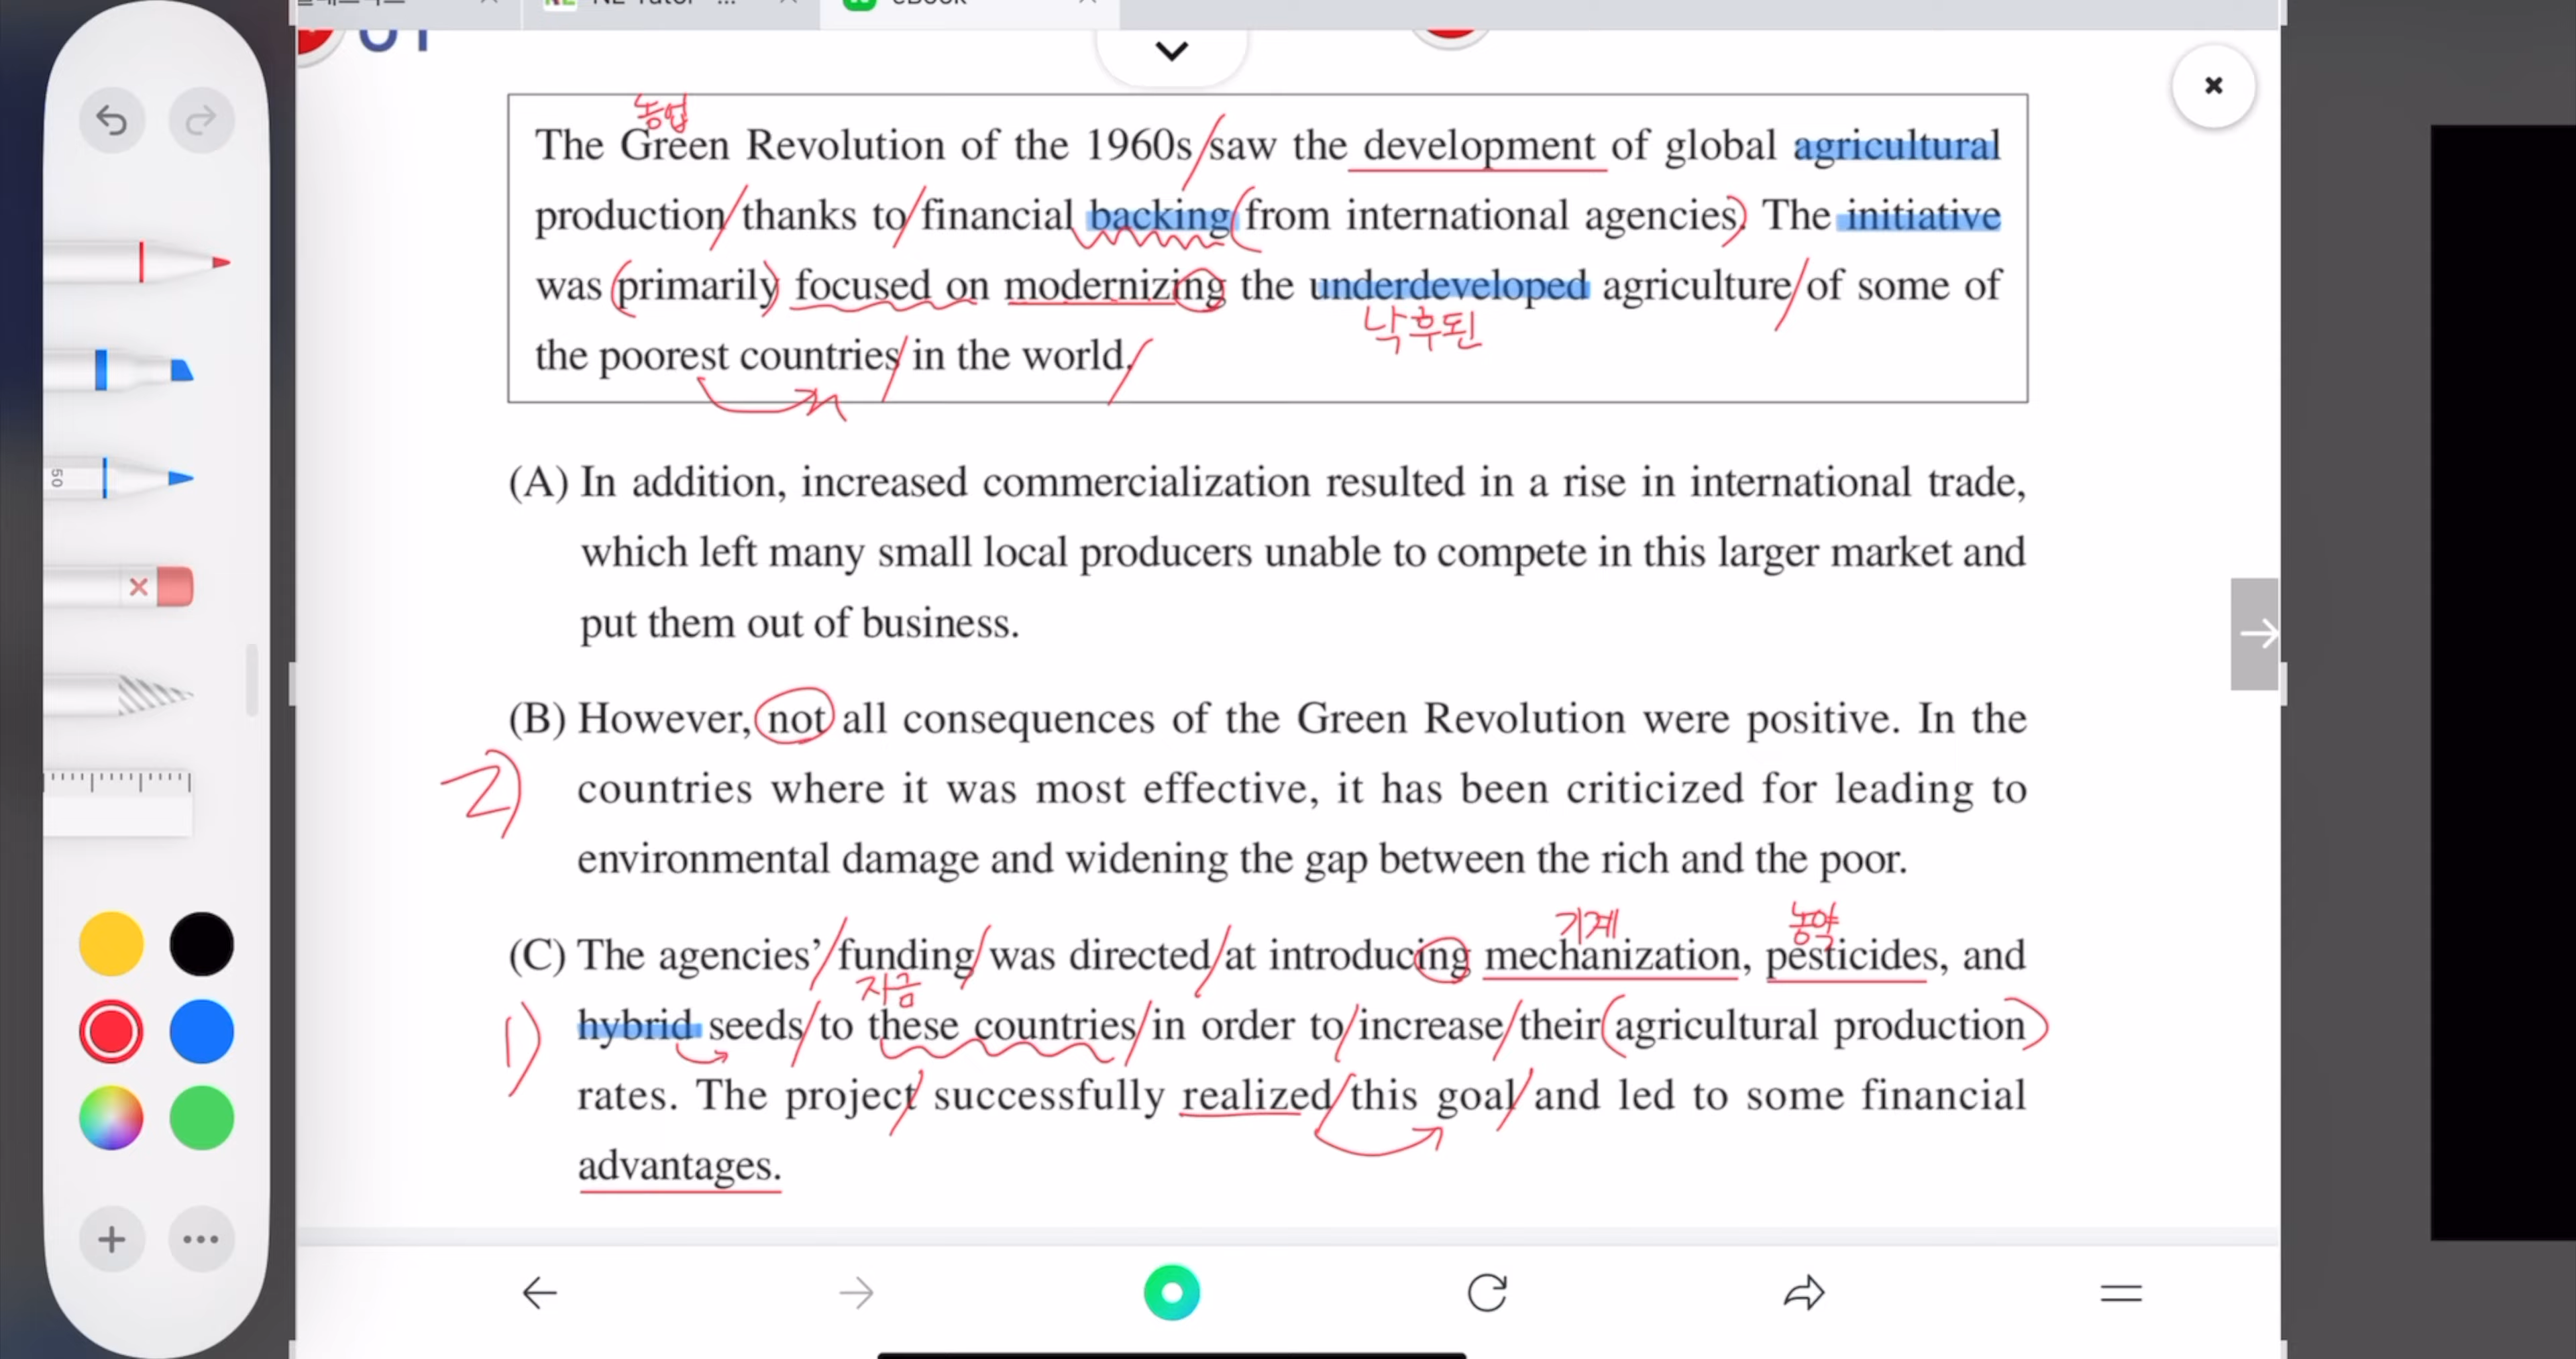 eBook
농업
The Green Revolution of the 1960s saw the development of global agricultural
production thanks to financial backing from international agencies. The initiative
was primarily focused on modernizing the underdeveloped agriculture of some of
낙후된
the poorest countries in the world.
(A) In addition, increased commercialization resulted in a rise in international trade,
which left many small local producers unable to compete in this larger market and
put them out of business.
(B) However, not all consequences of the Green Revolution were positive. In the
2)
countries where it was most effective, it has been criticized for leading to
environmental damage and widening the gap between the rich and the poor.
기계 농약
(C) The agencies' funding was directed at introducing mechanization, pesticides, and
자금
1)
hybrid seeds to these countries in order to increase their agricultural production
rates. The project successfully realized this goal and led to some financial
advantages.
50